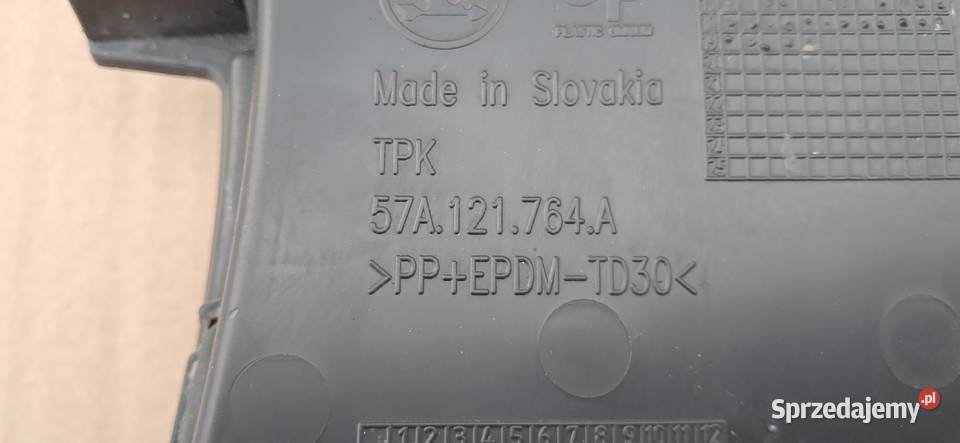 Made in Slovakia
TPK
57A.121.764.A
>PP+EPDM-TD30<
1 2 3 4 5 6 7 8 9 10 11 12
Sprzedajemy.pl